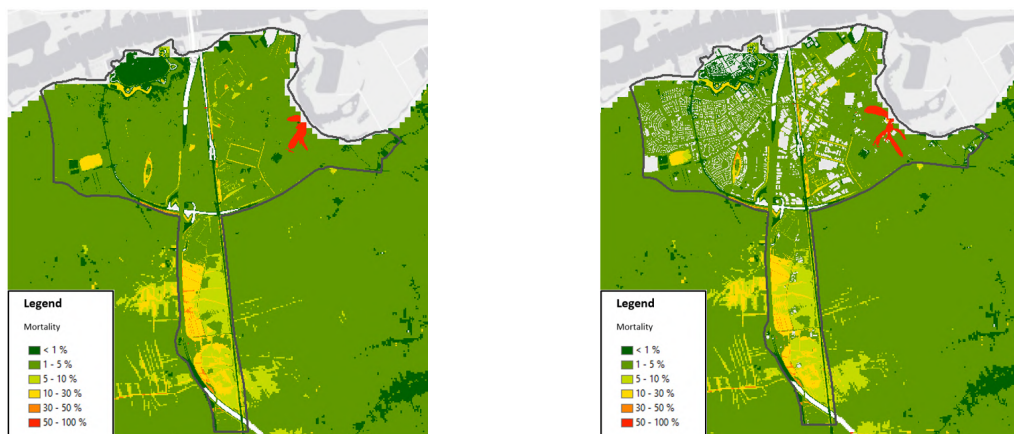 Legend
Mortality
< 1 %
1 - 5 %
5 - 10 %
10 - 30 %
30 - 50 %
50 - 100 %
Legend
Mortality
< 1 %
1 - 5 %
5 - 10 %
10 - 30 %
30 - 50 %
50 - 100 %